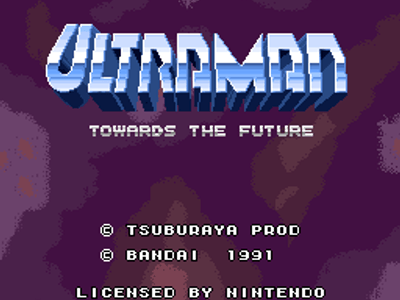 ULTRAMAN
TOWARDS THE FUTURE
© TSUBURAYA PROD
© BANDAI 1991
LICENSED BY NINTENDO